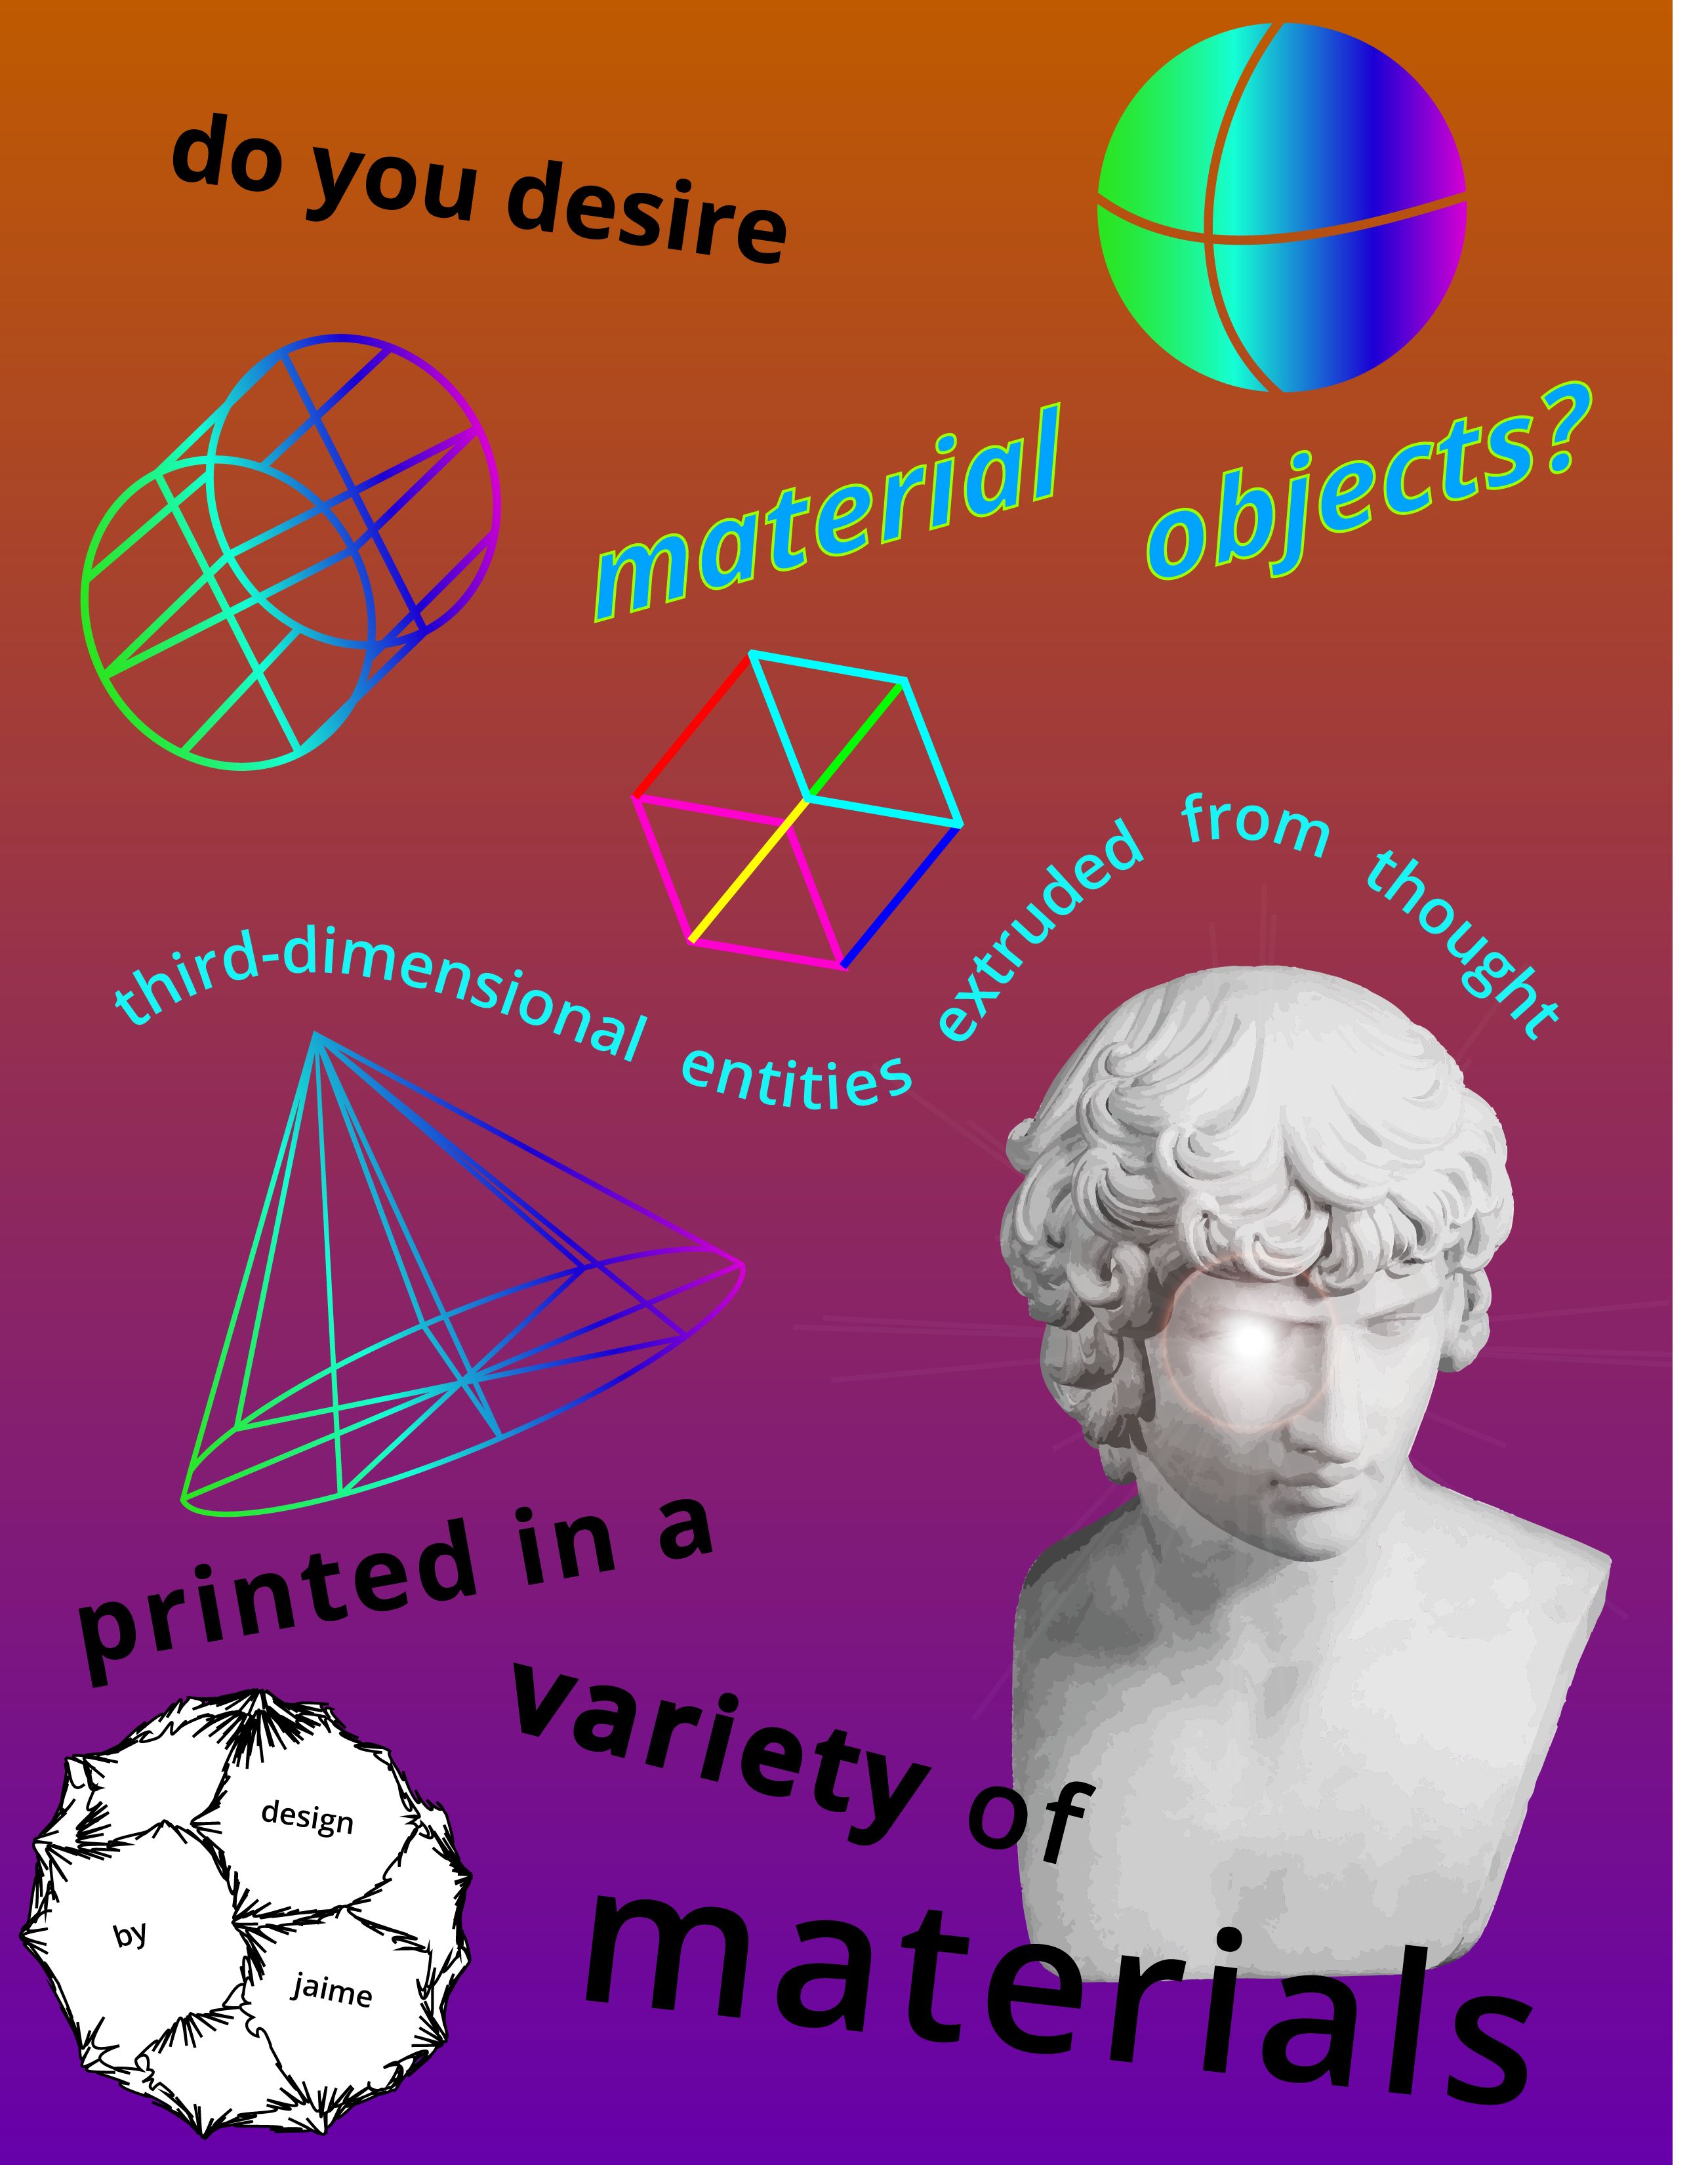 do you desire
material objects?
third-dimensional entities extruded from thought
printed in a
variety of
materials
design
by
jaime